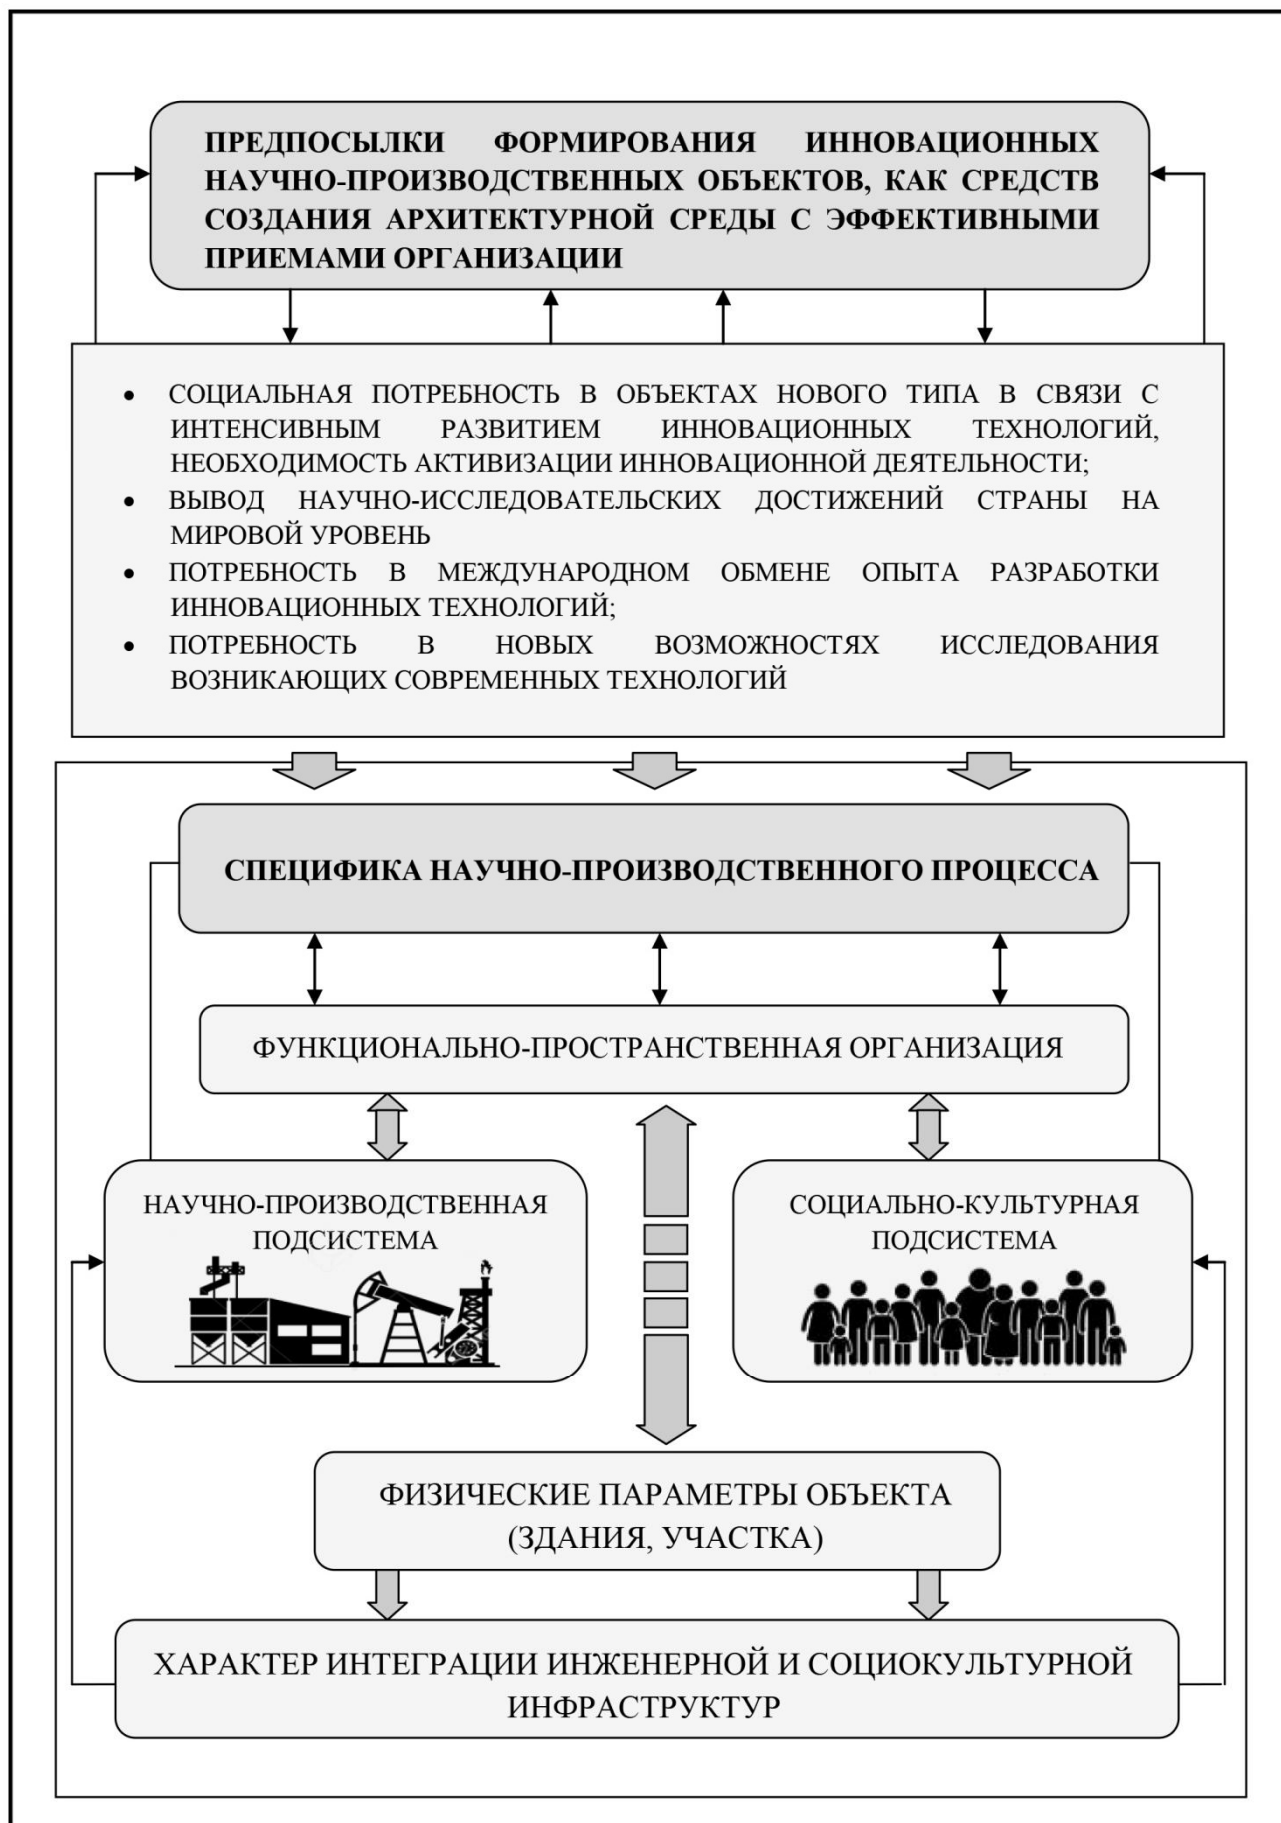 ПРЕДПОСЫЛКИ ФОРМИРОВАНИЯ ИННОВАЦИОННЫХ
НАУЧНО-ПРОИЗВОДСТВЕННЫХ ОБЪЕКТОВ, КАК СРЕДСТВ
СОЗДАНИЯ АРХИТЕКТУРНОЙ СРЕДЫ С ЭФФЕКТИВНЫМИ
ПРИЕМАМИ ОРГАНИЗАЦИИ
• СОЦИАЛЬНАЯ ПОТРЕБНОСТЬ В ОБЪЕКТАХ НОВОГО ТИПА В СВЯЗИ С
ИНТЕНСИВНЫМ РАЗВИТИЕМ ИННОВАЦИОННЫХ ТЕХНОЛОГИЙ,
НЕОБХОДИМОСТЬ АКТИВИЗАЦИИ ИННОВАЦИОННОЙ ДЕЯТЕЛЬНОСТИ;
• ВЫВОД НАУЧНО-ИССЛЕДОВАТЕЛЬСКИХ ДОСТИЖЕНИЙ СТРАНЫ НА
МИРОВОЙ УРОВЕНЬ
• ПОТРЕБНОСТЬ В МЕЖДУНАРОДНОМ ОБМЕНЕ ОПЫТА РАЗРАБОТКИ
ИННОВАЦИОННЫХ ТЕХНОЛОГИЙ;
• ПОТРЕБНОСТЬ В НОВЫХ ВОЗМОЖНОСТЯХ ИССЛЕДОВАНИЯ
ВОЗНИКАЮЩИХ СОВРЕМЕННЫХ ТЕХНОЛОГИЙ
СПЕЦИФИКА НАУЧНО-ПРОИЗВОДСТВЕННОГО ПРОЦЕССА
ФУНКЦИОНАЛЬНО-ПРОСТРАНСТВЕННАЯ ОРГАНИЗАЦИЯ
НАУЧНО-ПРОИЗВОДСТВЕННАЯ
ПОДСИСТЕМА
СОЦИАЛЬНО-КУЛЬТУРНАЯ
ПОДСИСТЕМА
ФИЗИЧЕСКИЕ ПАРАМЕТРЫ ОБЪЕКТА
(ЗДАНИЯ, УЧАСТКА)
ХАРАКТЕР ИНТЕГРАЦИИ ИНЖЕНЕРНОЙ И СОЦИОКУЛЬТУРНОЙ
ИНФРАСТРУКТУР